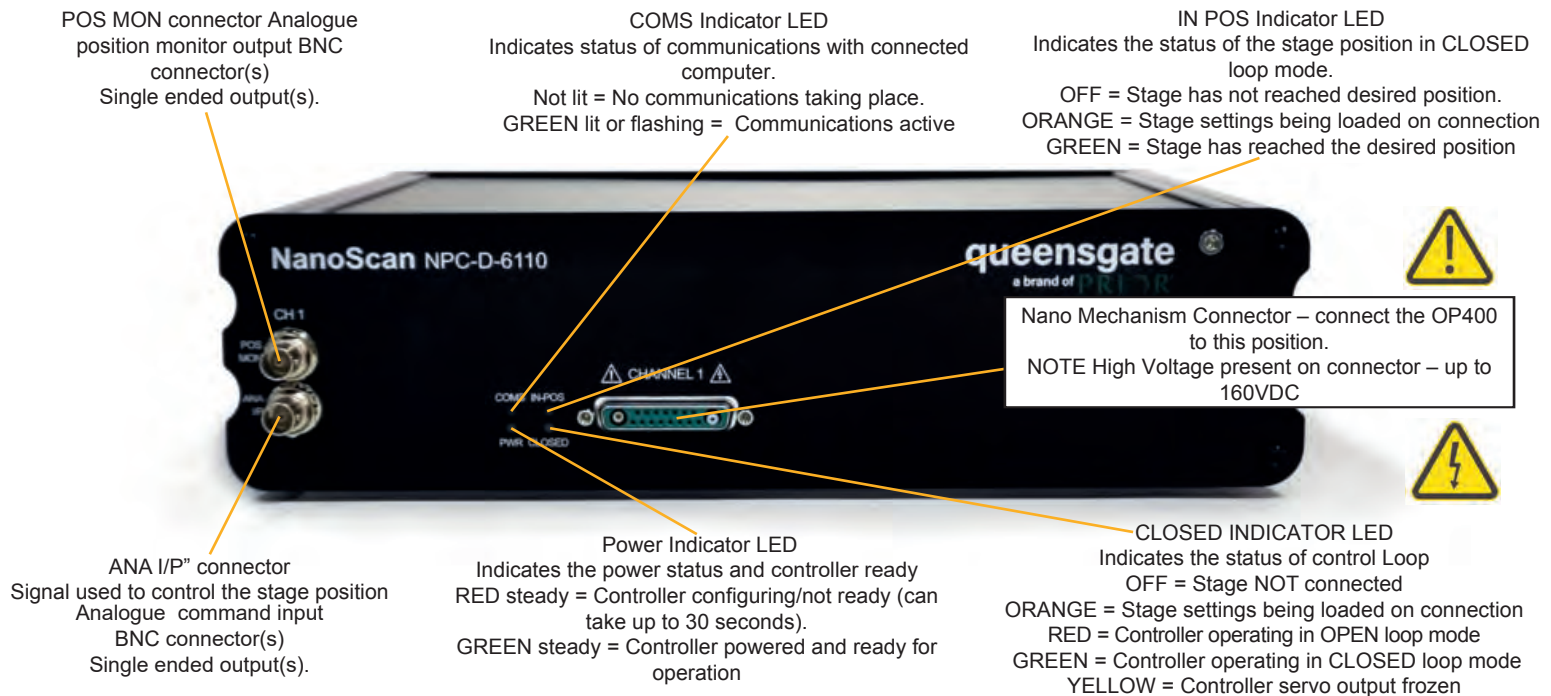 POS MON connector Analogue
position monitor output BNC
connector(s)
Single ended output(s).
COMS Indicator LED
Indicates status of communications with connected
computer.
Not lit = No communications taking place.
GREEN lit or flashing = Communications active
IN POS Indicator LED
Indicates the status of the stage position in CLOSED
loop mode.
OFF = Stage has not reached desired position.
ORANGE = Stage settings being loaded on connection
GREEN = Stage has reached the desired position
NanoScan NPC-D-6110
queensgate
a brand of PRIOR
CH 1
POS
MON
ANA
I/P
CHANNEL 1
COMS IN-POS
PWR CLOSED
Nano Mechanism Connector – connect the OP400
to this position.
NOTE High Voltage present on connector – up to
160VDC
ANA I/P” connector
Signal used to control the stage position
Analogue command input
BNC connector(s)
Single ended output(s).
Power Indicator LED
Indicates the power status and controller ready
RED steady = Controller configuring/not ready (can
take up to 30 seconds).
GREEN steady = Controller powered and ready for
operation
CLOSED INDICATOR LED
Indicates the status of control Loop
OFF = Stage NOT connected
ORANGE = Stage settings being loaded on connection
RED = Controller operating in OPEN loop mode
GREEN = Controller operating in CLOSED loop mode
YELLOW = Controller servo output frozen